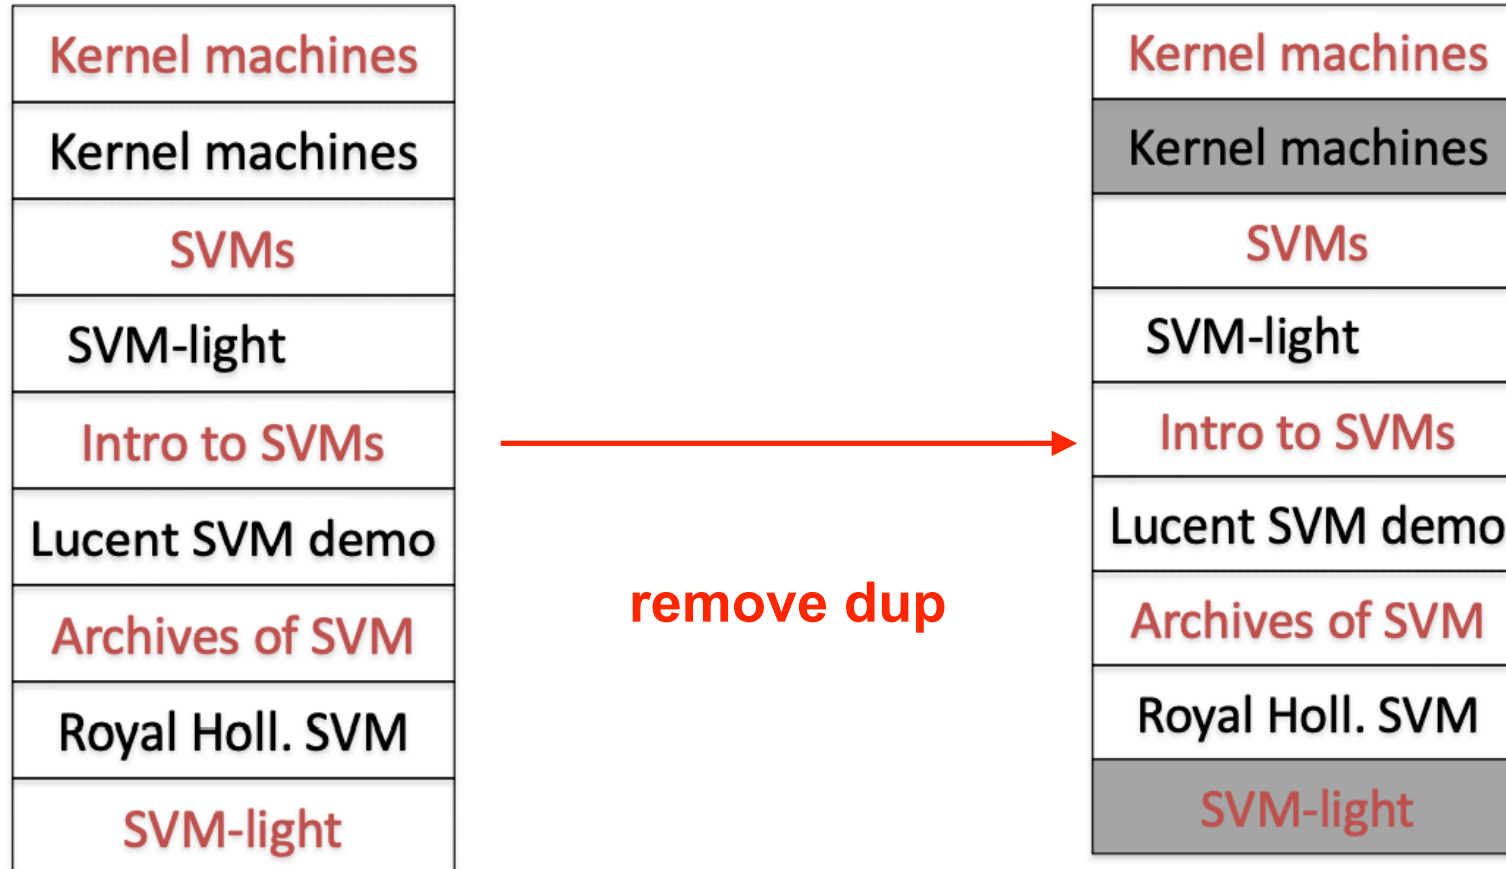 Kernel machines
Kernel machines
SVMs
SVM-light
Intro to SVMs
Lucent SVM demo
Archives of SVM
Royal Holl. SVM
SVM-light
remove dup
Kernel machines
Kernel machines
SVMs
SVM-light
Intro to SVMs
Lucent SVM demo
Archives of SVM
Royal Holl. SVM
SVM-light